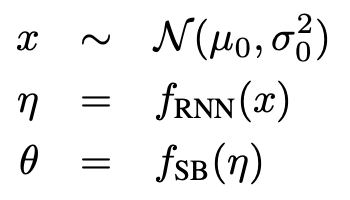 x ∼ 𝒩(μ₀, σ₀²)
η = f_RNN(x)
θ = f_SB(η)